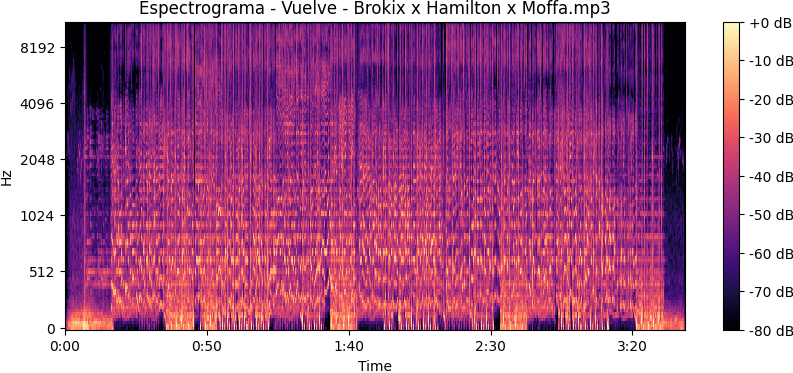 Espectrograma - Vuelve - Brokix x Hamilton x Moffa.mp3
Hz
8192
4096
2048
1024
512
0
0:00
0:50
1:40
2:30
3:20
Time
+0 dB
-10 dB
-20 dB
-30 dB
-40 dB
-50 dB
-60 dB
-70 dB
-80 dB